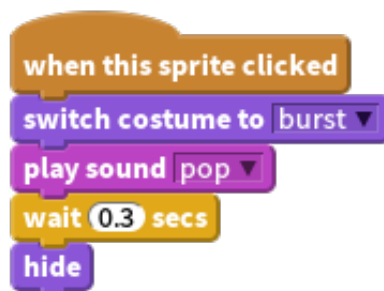 when this sprite clicked
switch costume to burst
play sound pop
wait 0.3 secs
hide